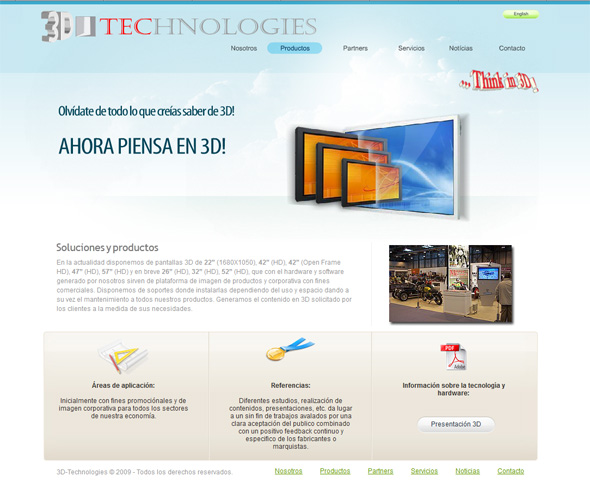 3D TECHNOLOGIES
English
Nosotros Productos Partners Servicios Noticias Contacto
...Think in 3D!
Olvídate de todo lo que creías saber de 3D!
AHORA PIENSA EN 3D!
Soluciones y productos
En la actualidad disponemos de pantallas 3D de 22" (1680X1050), 42" (HD), 42" (Open Frame
HD), 47" (HD), 57" (HD) y en breve 26" (HD), 32" (HD), 52" (HD), que con el hardware y software
generado por nosotros sirven de plataforma de imagen de productos y corporativa con fines
comerciales. Disponemos de soportes donde instalarlas dependiendo del uso y espacio dando a
su vez el mantenimiento a todos nuestros productos. Generamos el contenido en 3D solicitado por
los clientes a la medida de sus necesidades.
Áreas de aplicación:
Inicialmente con fines promociónales y de
imagen corporativa para todos los sectores
de nuestra economía.
Referencias:
Diferentes estudios, realización de
contenidos, presentaciones, etc. da lugar
a un sin fin de trabajos avalados por una
clara aceptación del publico combinado
con un positivo feedback continuo y
especifico de los fabricantes o
marquistas.
PDF
Adobe
Información sobre la tecnología y
hardware:
Presentación 3D
3D-Technologies © 2009 - Todos los derechos reservados.
Nosotros Productos Partners Servicios Noticias Contacto